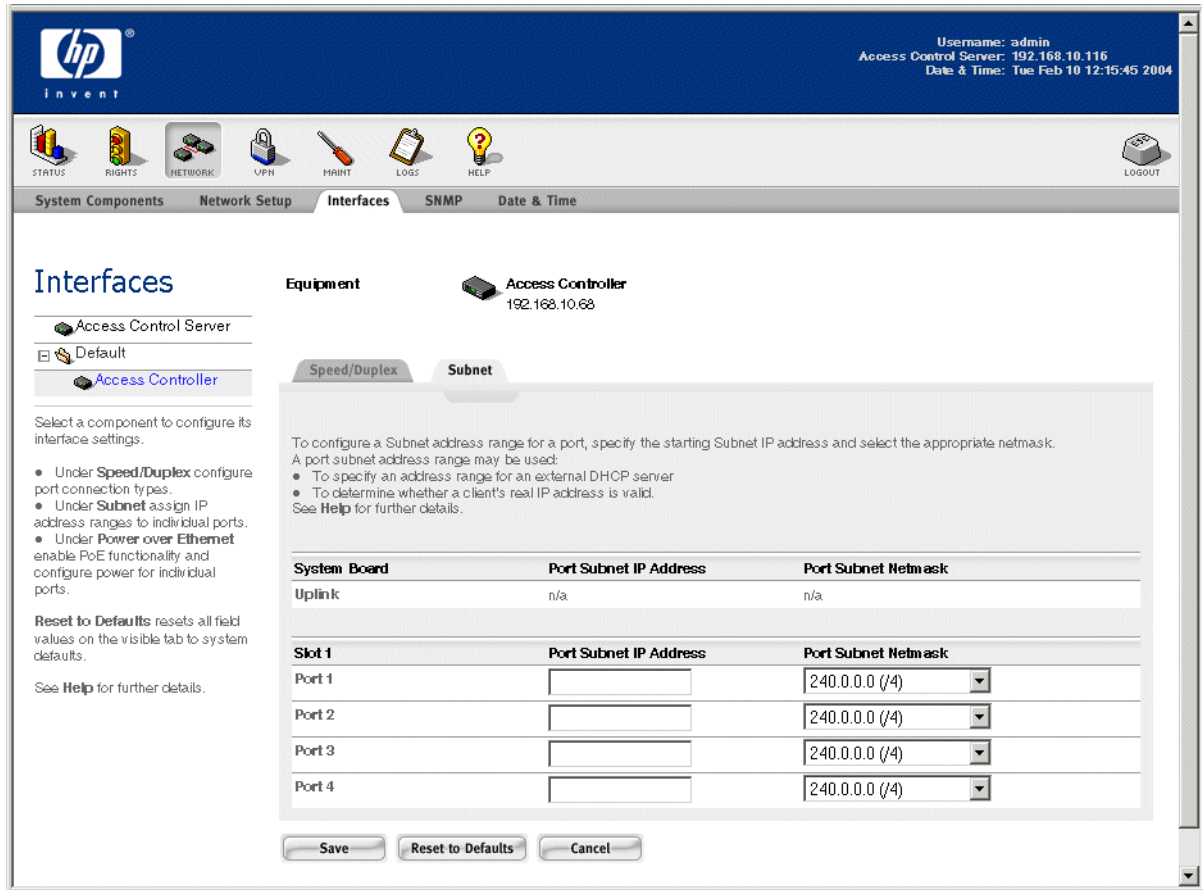 hp
®
invent
Username: admin
Access Control Server: 192.168.10.116
Date & Time: Tue Feb 10 12:15:45 2004
STATUS
RIGHTS
NETWORK
VPN
MAINT
LOGS
HELP
LOGOUT
System Components
Network Setup
Interfaces
SNMP
Date & Time
Interfaces
Access Control Server
Default
Access Controller
Select a component to configure its
interface settings.
● Under Speed/Duplex configure
port connection types.
● Under Subnet assign IP
address ranges to individual ports.
● Under Power over Ethernet
enable PoE functionality and
configure power for individual
ports.
Reset to Defaults resets all field
values on the visible tab to system
defaults.
See Help for further details.
Equipment
Access Controller
192.168.10.68
Speed/Duplex
Subnet
To configure a Subnet address range for a port, specify the starting Subnet IP address and select the appropriate netmask.
A port subnet address range may be used:
● To specify an address range for an external DHCP server
● To determine whether a client's real IP address is valid.
See Help for further details.
System Board Port Subnet IP Address Port Subnet Netmask
Uplink n/a n/a
Slot 1 Port Subnet IP Address Port Subnet Netmask
Port 1 240.0.0.0 (/4)
Port 2 240.0.0.0 (/4)
Port 3 240.0.0.0 (/4)
Port 4 240.0.0.0 (/4)
Save
Reset to Defaults
Cancel